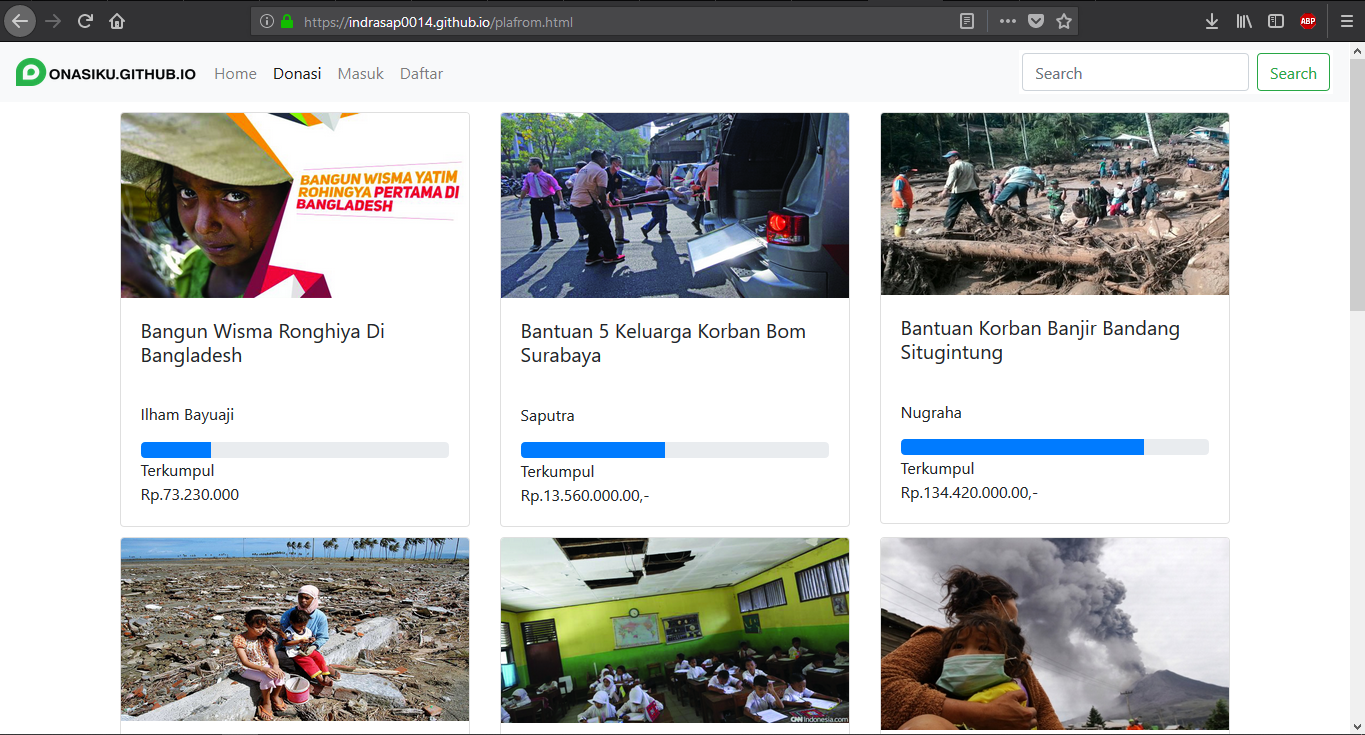 https://indrasap0014.github.io/plafrom.html
ABP
ONASIKU.GITHUB.IO
Home
Donasi
Masuk
Daftar
Search
Search
BANGUN WISMA YATIM
ROHINGYA PERTAMA DI
BANGLADESH
Bangun Wisma Ronghiya Di
Bangladesh
Ilham Bayuaji
Terkumpul
Rp.73.230.000
Bantuan 5 Keluarga Korban Bom
Surabaya
Saputra
Terkumpul
Rp.13.560.000.00,-
Bantuan Korban Banjir Bandang
Situgintung
Nugraha
Terkumpul
Rp.134.420.000.00,-
CNN Indonesia.com